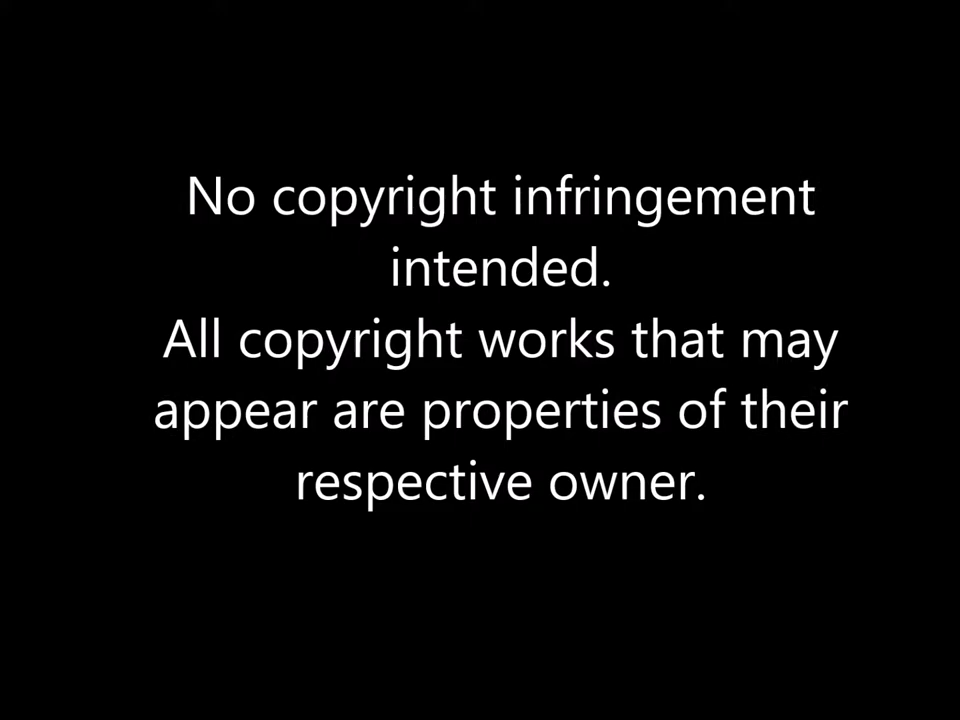 No copyright infringement
intended.
All copyright works that may
appear are properties of their
respective owner.